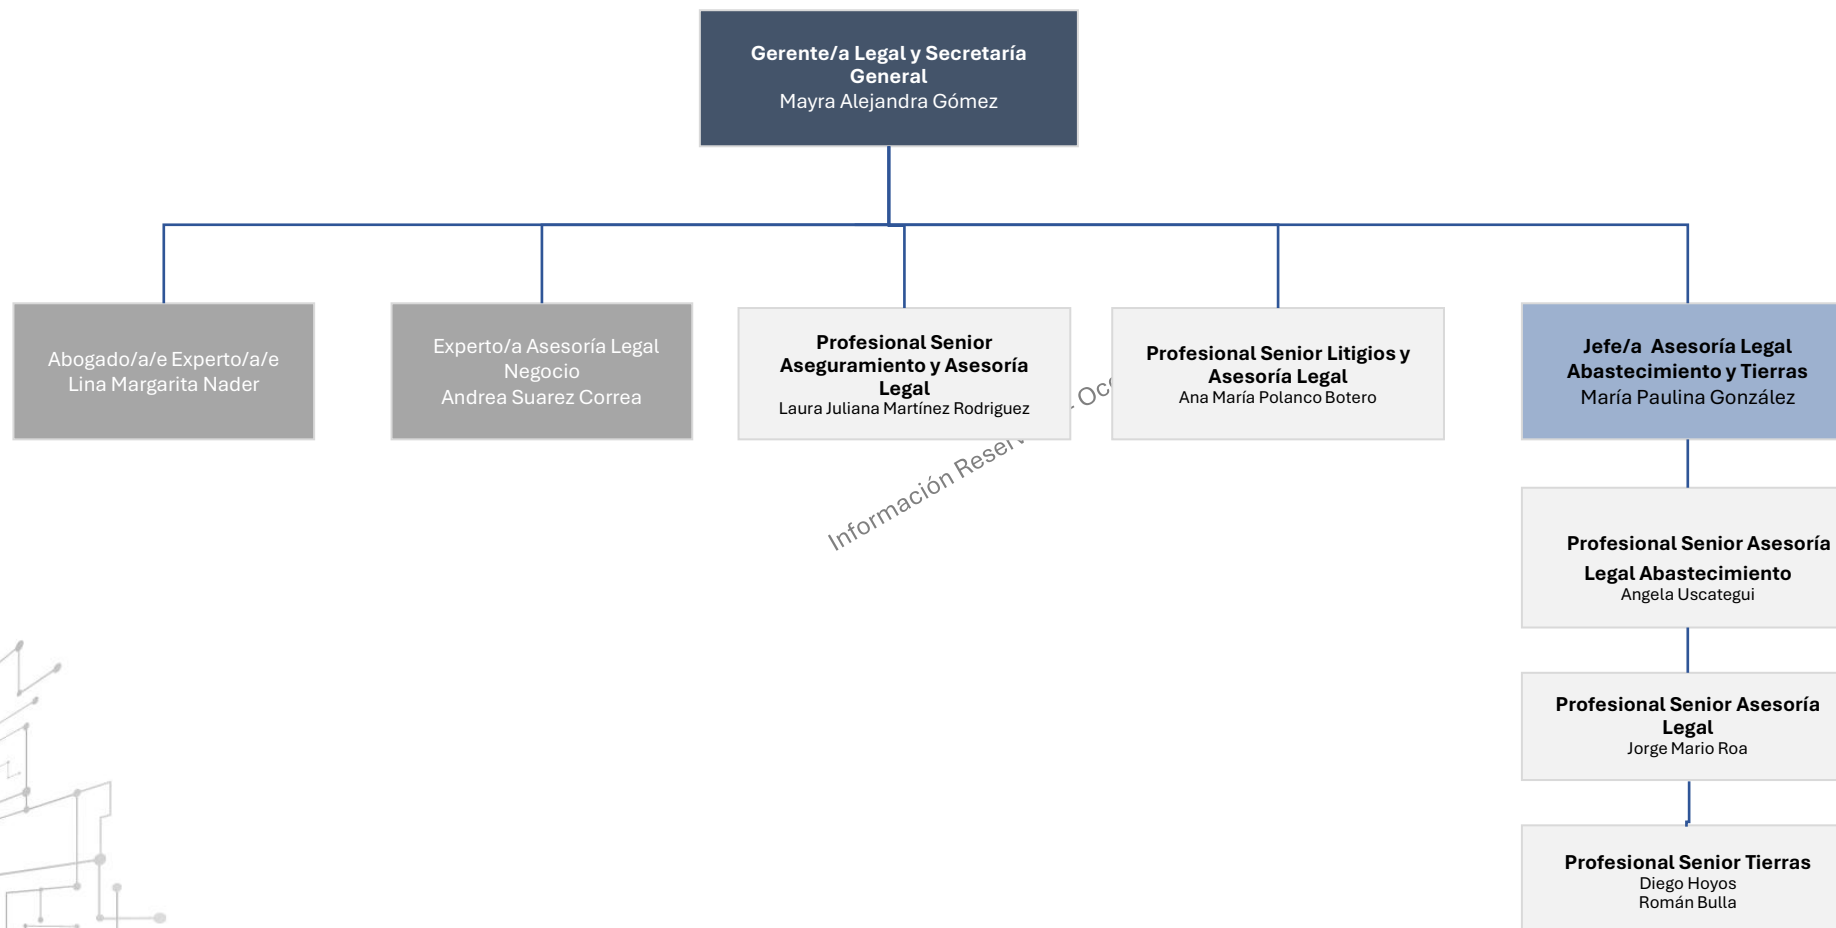 Gerente/a Legal y Secretaría
General
Mayra Alejandra Gómez
Abogado/a/e Experto/a/e
Lina Margarita Nader
Experto/a Asesoría Legal
Negocio
Andrea Suarez Correa
Profesional Senior
Aseguramiento y Asesoría
Legal
Laura Juliana Martínez Rodriguez
Profesional Senior Litigios y
Asesoría Legal
Ana María Polanco Botero
Jefe/a Asesoría Legal
Abastecimiento y Tierras
María Paulina González
Información
Profesional Senior Asesoría
Legal Abastecimiento
Angela Uscategui
Profesional Senior Asesoría
Legal
Jorge Mario Roa
Profesional Senior Tierras
Diego Hoyos
Román Bulla